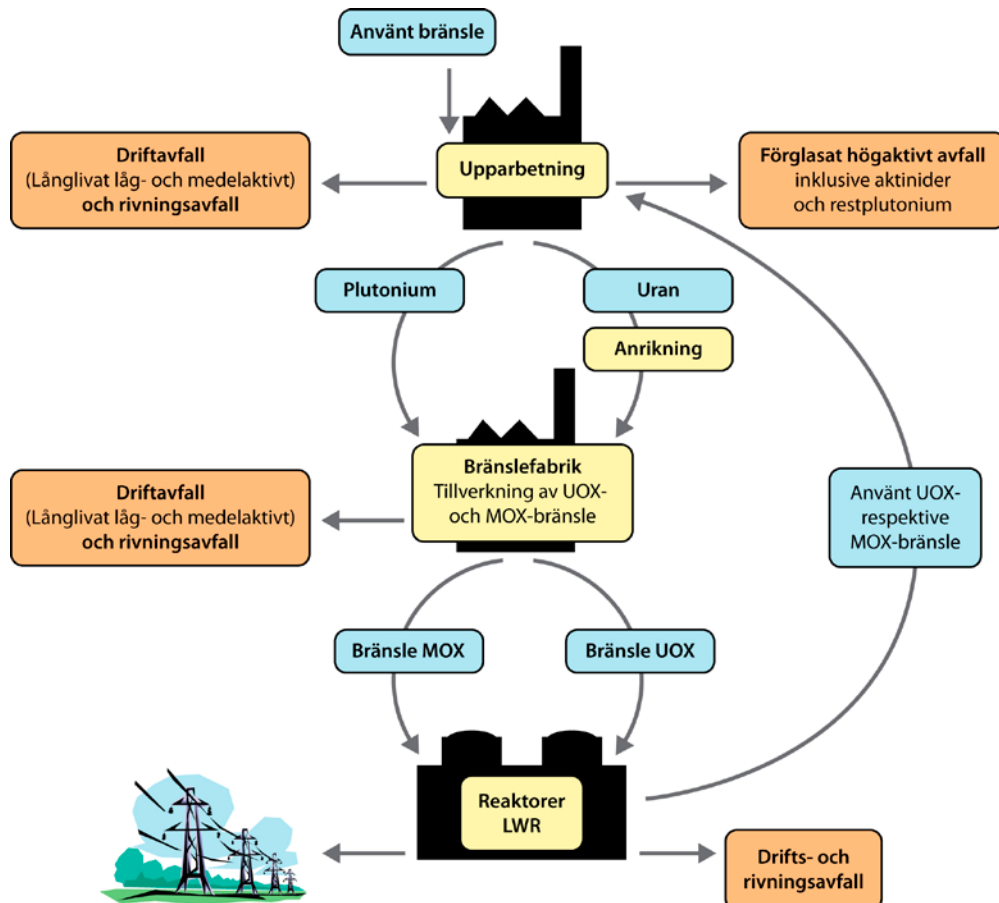 Använt bränsle
Driftavfall
(Långlivat låg- och medelaktivt)
och rivningsavfall
Upparbetning
Förglasat högaktivt avfall
inklusive aktinider
och restplutonium
Plutonium
Uran
Anrikning
Bränslefabrik
Tillverkning av UOX-
och MOX-bränsle
Driftavfall
(Långlivat låg- och medelaktivt)
och rivningsavfall
Använt UOX-
respektive
MOX-bränsle
Bränsle MOX
Bränsle UOX
Reaktorer
LWR
Drifts- och
rivningsavfall